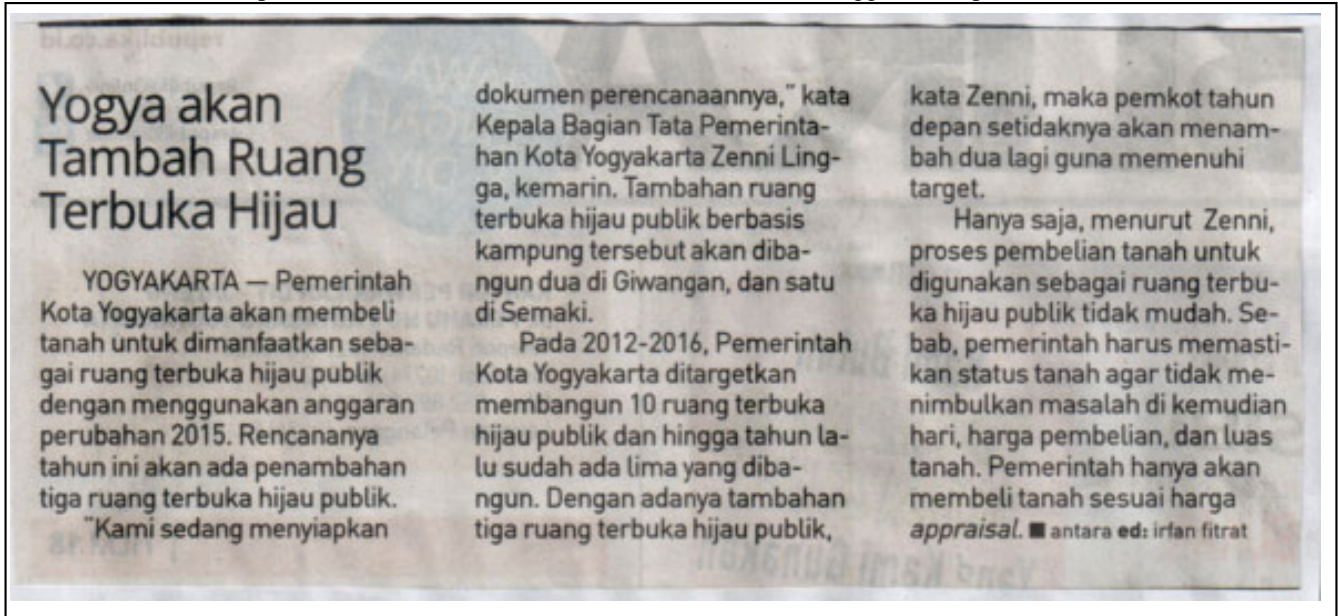 Yogya akan
Tambah Ruang
Terbuka Hijau
YOGYAKARTA — Pemerintah
Kota Yogyakarta akan membeli
tanah untuk dimanfaatkan seba-
gai ruang terbuka hijau publik
dengan menggunakan anggaran
perubahan 2015. Rencananya
tahun ini akan ada penambahan
tiga ruang terbuka hijau publik.
"Kami sedang menyiapkan
dokumen perencanaannya," kata
Kepala Bagian Tata Pemerinta-
han Kota Yogyakarta Zenni Ling-
ga, kemarin. Tambahan ruang
terbuka hijau publik berbasis
kampung tersebut akan diba-
ngun dua di Giwangan, dan satu
di Semaki.
Pada 2012-2016, Pemerintah
Kota Yogyakarta ditargetkan
membangun 10 ruang terbuka
hijau publik dan hingga tahun la-
lu sudah ada lima yang diba-
ngun. Dengan adanya tambahan
tiga ruang terbuka hijau publik,
kata Zenni, maka pemkot tahun
depan setidaknya akan menam-
bah dua lagi guna memenuhi
target.
Hanya saja, menurut Zenni,
proses pembelian tanah untuk
digunakan sebagai ruang terbu-
ka hijau publik tidak mudah. Se-
bab, pemerintah harus memasti-
kan status tanah agar tidak me-
nimbulkan masalah di kemudian
hari, harga pembelian, dan luas
tanah. Pemerintah hanya akan
membeli tanah sesuai harga
appraisal. ■ antara ed: irfan fitrat